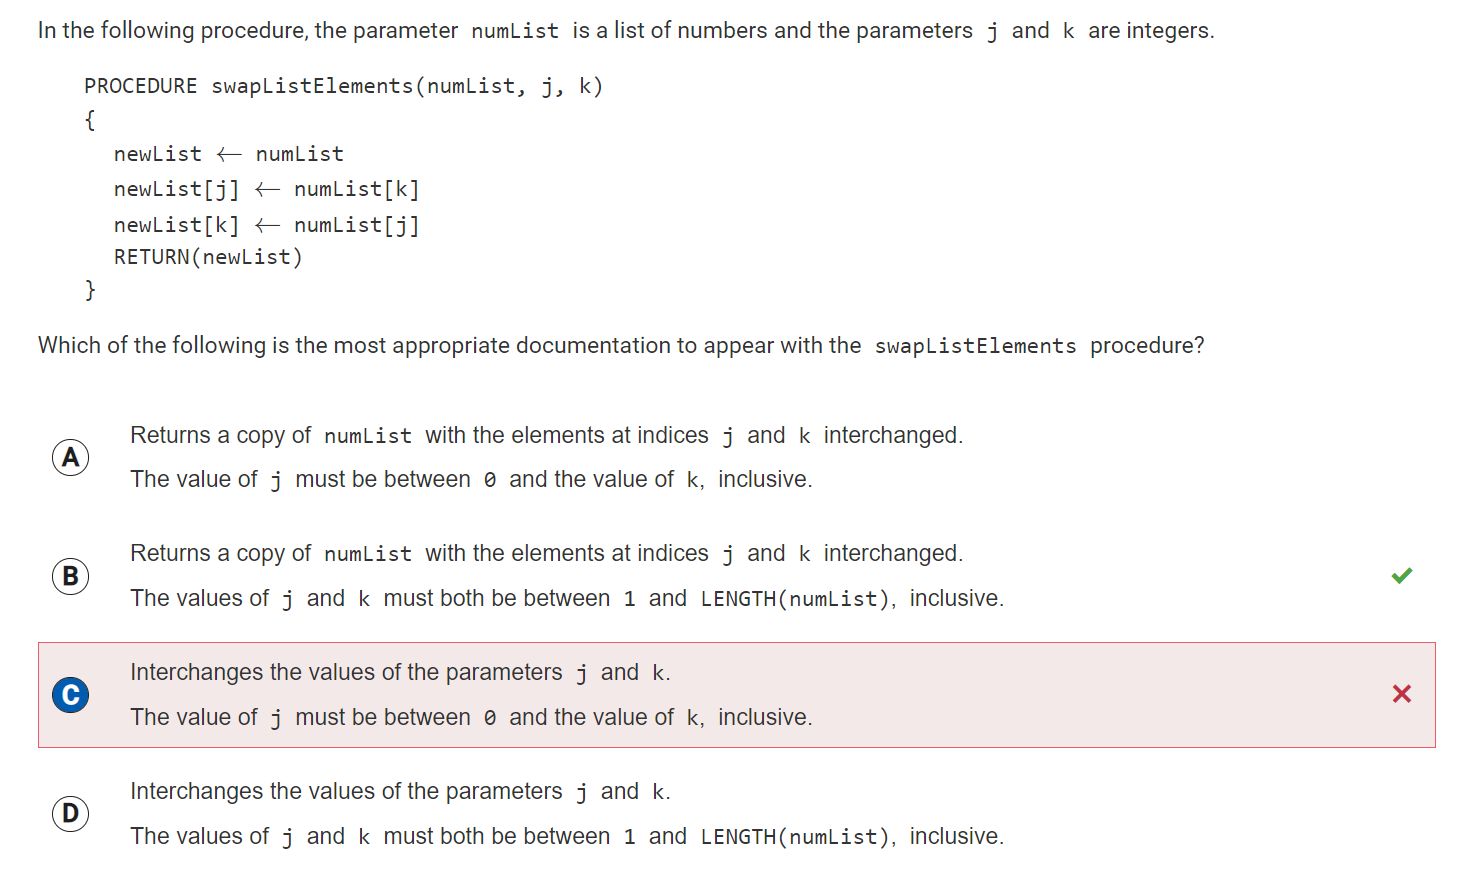 In the following procedure, the parameter numList is a list of numbers and the parameters j and k are integers.
PROCEDURE swapListElements(numList, j, k)
{
newList ← numList
newList[j] ← numList[k]
newList[k] ← numList[j]
RETURN(newList)
}
Which of the following is the most appropriate documentation to appear with the swapListElements procedure?
A
Returns a copy of numList with the elements at indices j and k interchanged.
The value of j must be between 0 and the value of k, inclusive.
B
Returns a copy of numList with the elements at indices j and k interchanged.
The values of j and k must both be between 1 and LENGTH(numList), inclusive.
C
Interchanges the values of the parameters j and k.
The value of j must be between 0 and the value of k, inclusive.
D
Interchanges the values of the parameters j and k.
The values of j and k must both be between 1 and LENGTH(numList), inclusive.